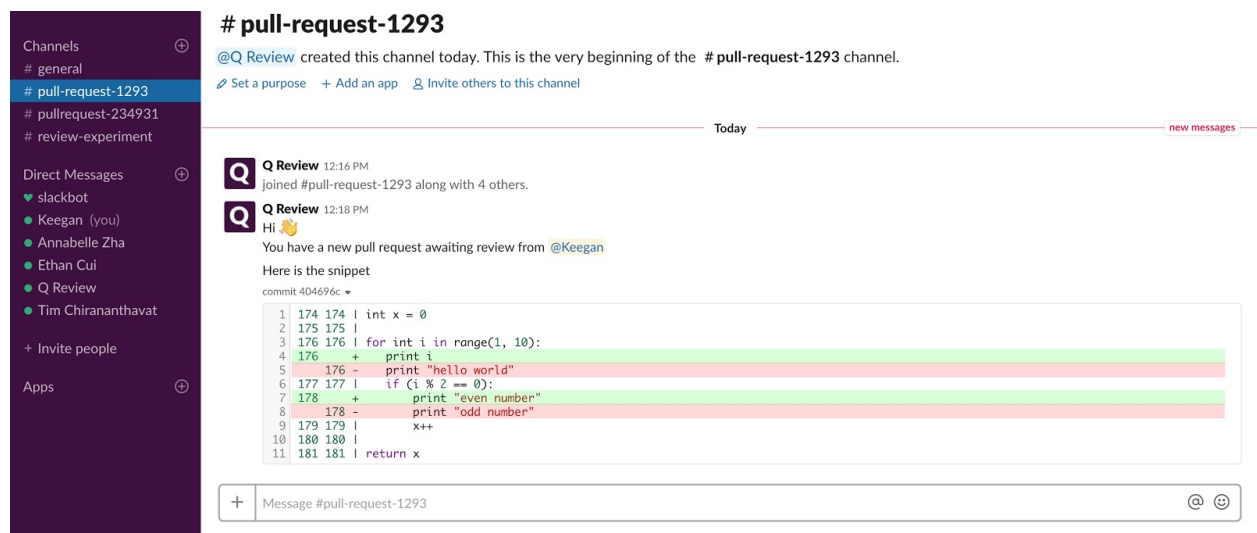 Channels
# general
# pull-request-1293
# pullrequest-234931
# review-experiment
Direct Messages
slackbot
Keegan (you)
Annabelle Zha
Ethan Cui
Q Review
Tim Chirananthavat
+ Invite people
Apps
# pull-request-1293
@Q Review created this channel today. This is the very beginning of the # pull-request-1293 channel.
Set a purpose + Add an app Invite others to this channel
Today new messages
Q Review 12:16 PM
joined #pull-request-1293 along with 4 others.
Q Review 12:18 PM
Hi 👋
You have a new pull request awaiting review from @Keegan
Here is the snippet
commit 404696c
1 174 174 | int x = 0
2 175 175 |
3 176 176 | for int i in range(1, 10):
4 176 + print i
5 176 - print "hello world"
6 177 177 | if (i % 2 == 0):
7 178 + print "even number"
8 178 - print "odd number"
9 179 179 | x++
10 180 180 |
11 181 181 | return x
+ Message #pull-request-1293 @